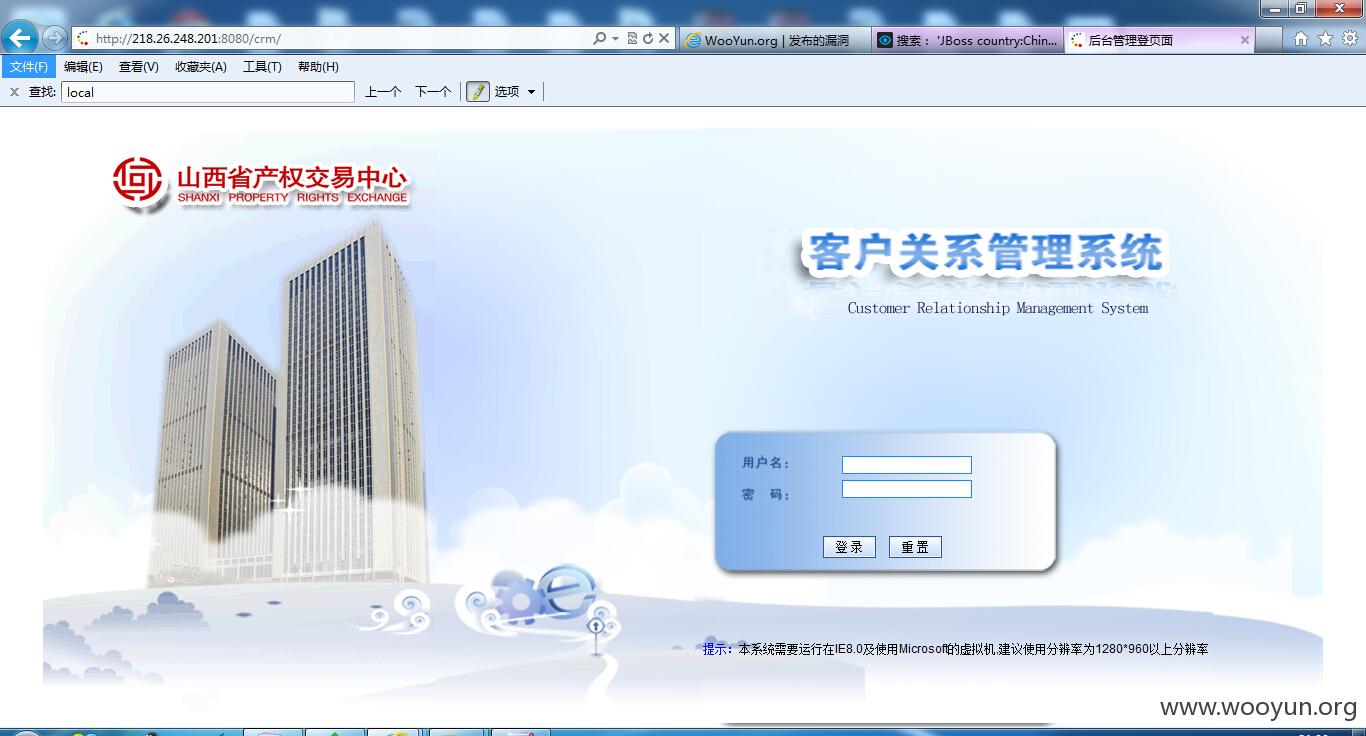 http://218.26.248.201:8080/crm/
WooYun.org | 发布的漏洞
搜索： 'JBoss country:Chin...
后台管理登页面
文件(F) 编辑(E) 查看(V) 收藏夹(A) 工具(T) 帮助(H)
查找: local 上一个 下一个 选项
山西省产权交易中心
SHANXI PROPERTY RIGHTS EXCHANGE
客户关系管理系统
Customer Relationship Management System
用户名：
密 码：
登 录 重 置
提示：本系统需要运行在IE8.0及使用Microsoft的虚拟机,建议使用分辨率为1280*960以上分辨率
www.wooyun.org